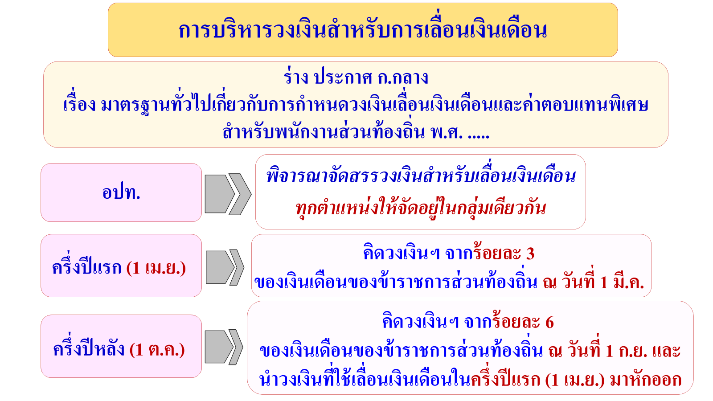 การบริหารวงเงินสำหรับการเลื่อนเงินเดือน
ร่าง ประกาศ ก.กลาง
เรื่อง มาตรฐานทั่วไปเกี่ยวกับการกำหนดวงเงินเลื่อนเงินเดือนและค่าตอบแทนพิเศษ
สำหรับพนักงานส่วนท้องถิ่น พ.ศ. .....
อปท.
พิจารณาจัดสรรวงเงินสำหรับเลื่อนเงินเดือน
ทุกตำแหน่งให้จัดอยู่ในกลุ่มเดียวกัน
ครึ่งปีแรก (1 เม.ย.)
คิดวงเงินฯ จากร้อยละ 3
ของเงินเดือนของข้าราชการส่วนท้องถิ่น ณ วันที่ 1 มี.ค.
ครึ่งปีหลัง (1 ต.ค.)
คิดวงเงินฯ จากร้อยละ 6
ของเงินเดือนของข้าราชการส่วนท้องถิ่น ณ วันที่ 1 ก.ย. และ
นำวงเงินที่ใช้เลื่อนเงินเดือนในครึ่งปีแรก (1 เม.ย.) มาหักออก